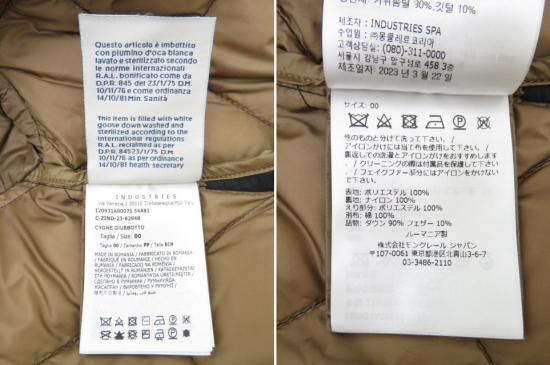 Questo articolo è imbottito
con piumino d'oca bianca
lavato e sterilizzato secondo
le norme internazionali
R.A.L. bonificato come da
D.P.R. 845 del 23/1/75 D.M.
10/11/76 e come ordinanza
14/10/81 Min. Sanità
This item is filled with white
goose down washed and
sterilized according to the
international regulations
R.A.L. reclaimed as per
D.P.R. 84523/1/75 D.M.
10/11/76 as per ordinance
14/10/81 health secretary
INDUSTRIES
CYGNE GIUBBOTTO
Taglia / Size: 00
MADE IN ROMANIA
90%,깃털 10%
제조자 : INDUSTRIES SPA
수입원 : ㈜몽클레르코리아
고객상담실 : (080)-311-0000
서울시 강남구 압구정로 458 3층
제조일자 : 2023 년 3 월 22 일
サイズ: 00
他のものと分けて洗って下さい。
/ アイロンがけには当て布を使用して下さい。
/ 裏返しての洗濯とアイロンがけをおすすめします
/ クリーニングの際は付属品を保護して下さい。
/ フェイクファー部分にはアイロンをかけないで
下さい。
表地: ポリエステル 100%
裏地: ナイロン 100%
えり部分: ポリエステル 100%
別布: 綿 100%
詰物: ダウン 90% フェザー 10%
ルーマニア製
株式会社モンクレール ジャパン
〒107-0061 東京都港区北青山3-6-7
03-3486-2110